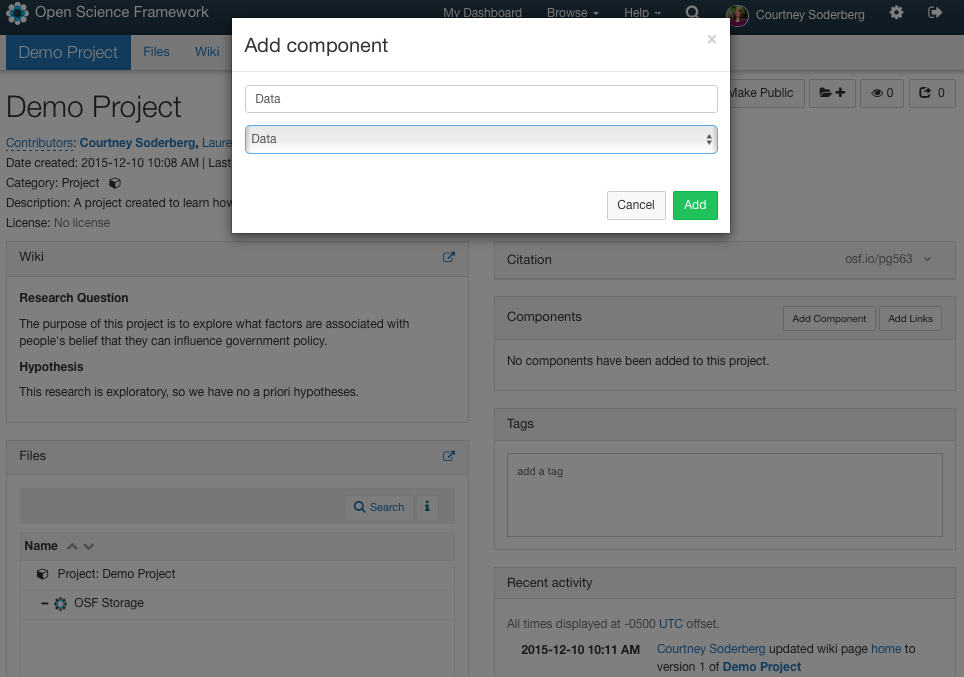 Open Science Framework
My Dashboard Browse Help Courtney Soderberg
Demo Project Files Wiki
Add component
×
Data
Data
Cancel Add
Demo Project
Make Public 0 0
Contributors: Courtney Soderberg, Laure
Date created: 2015-12-10 10:08 AM | Last
Category: Project
Description: A project created to learn how
License: No license
Wiki
Research Question
The purpose of this project is to explore what factors are associated with
people's belief that they can influence government policy.
Hypothesis
This research is exploratory, so we have no a priori hypotheses.
Files
Search i
Name
Project: Demo Project
OSF Storage
Citation osf.io/pg563
Components Add Component Add Links
No components have been added to this project.
Tags
add a tag
Recent activity
All times displayed at -0500 UTC offset.
2015-12-10 10:11 AM Courtney Soderberg updated wiki page home to
version 1 of Demo Project